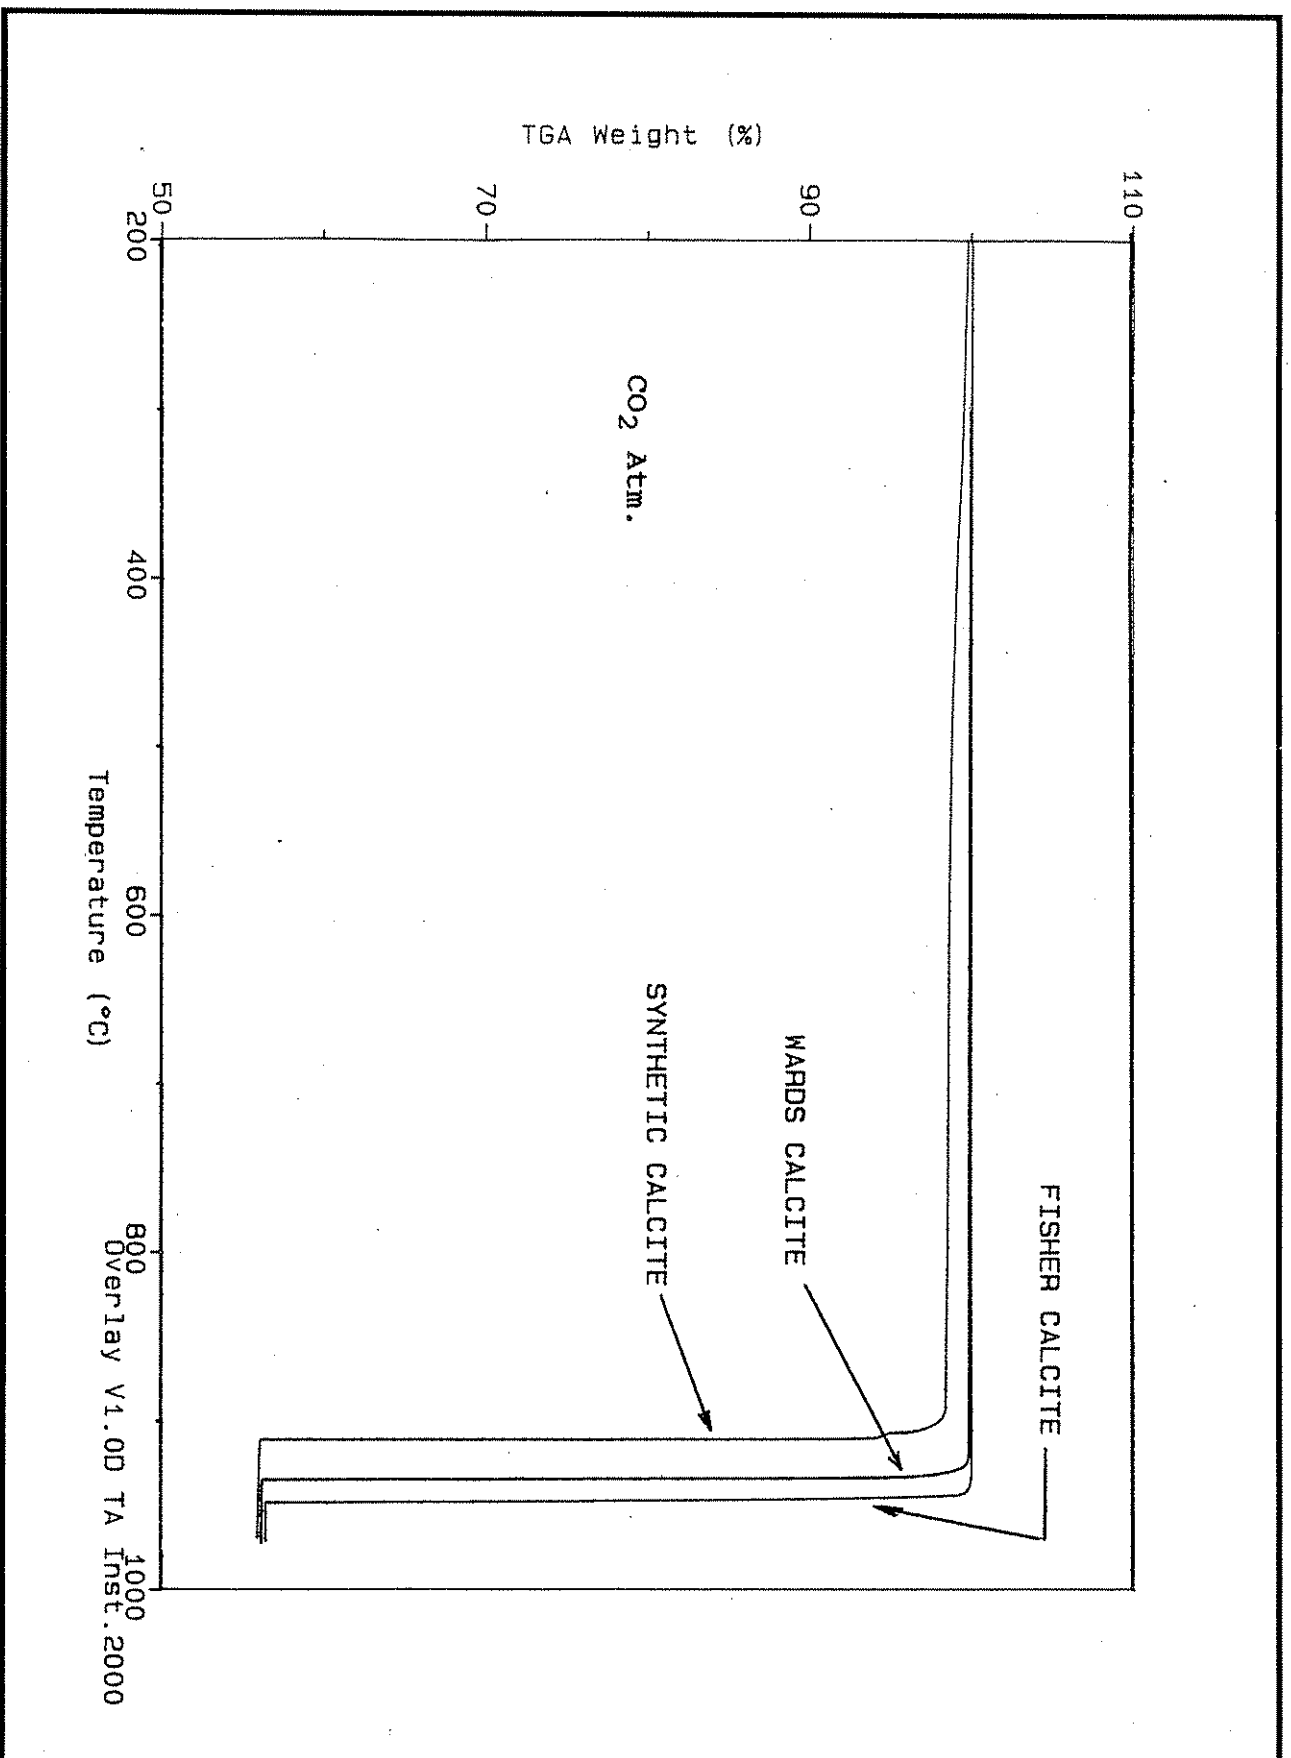 TGA Weight (%)
110
90
70
50
CO2 Atm.
FISHER CALCITE
WARDS CALCITE
SYNTHETIC CALCITE
200
400
600
800
1000
Temperature (°C)
Overlay V1.0D TA Inst.2000